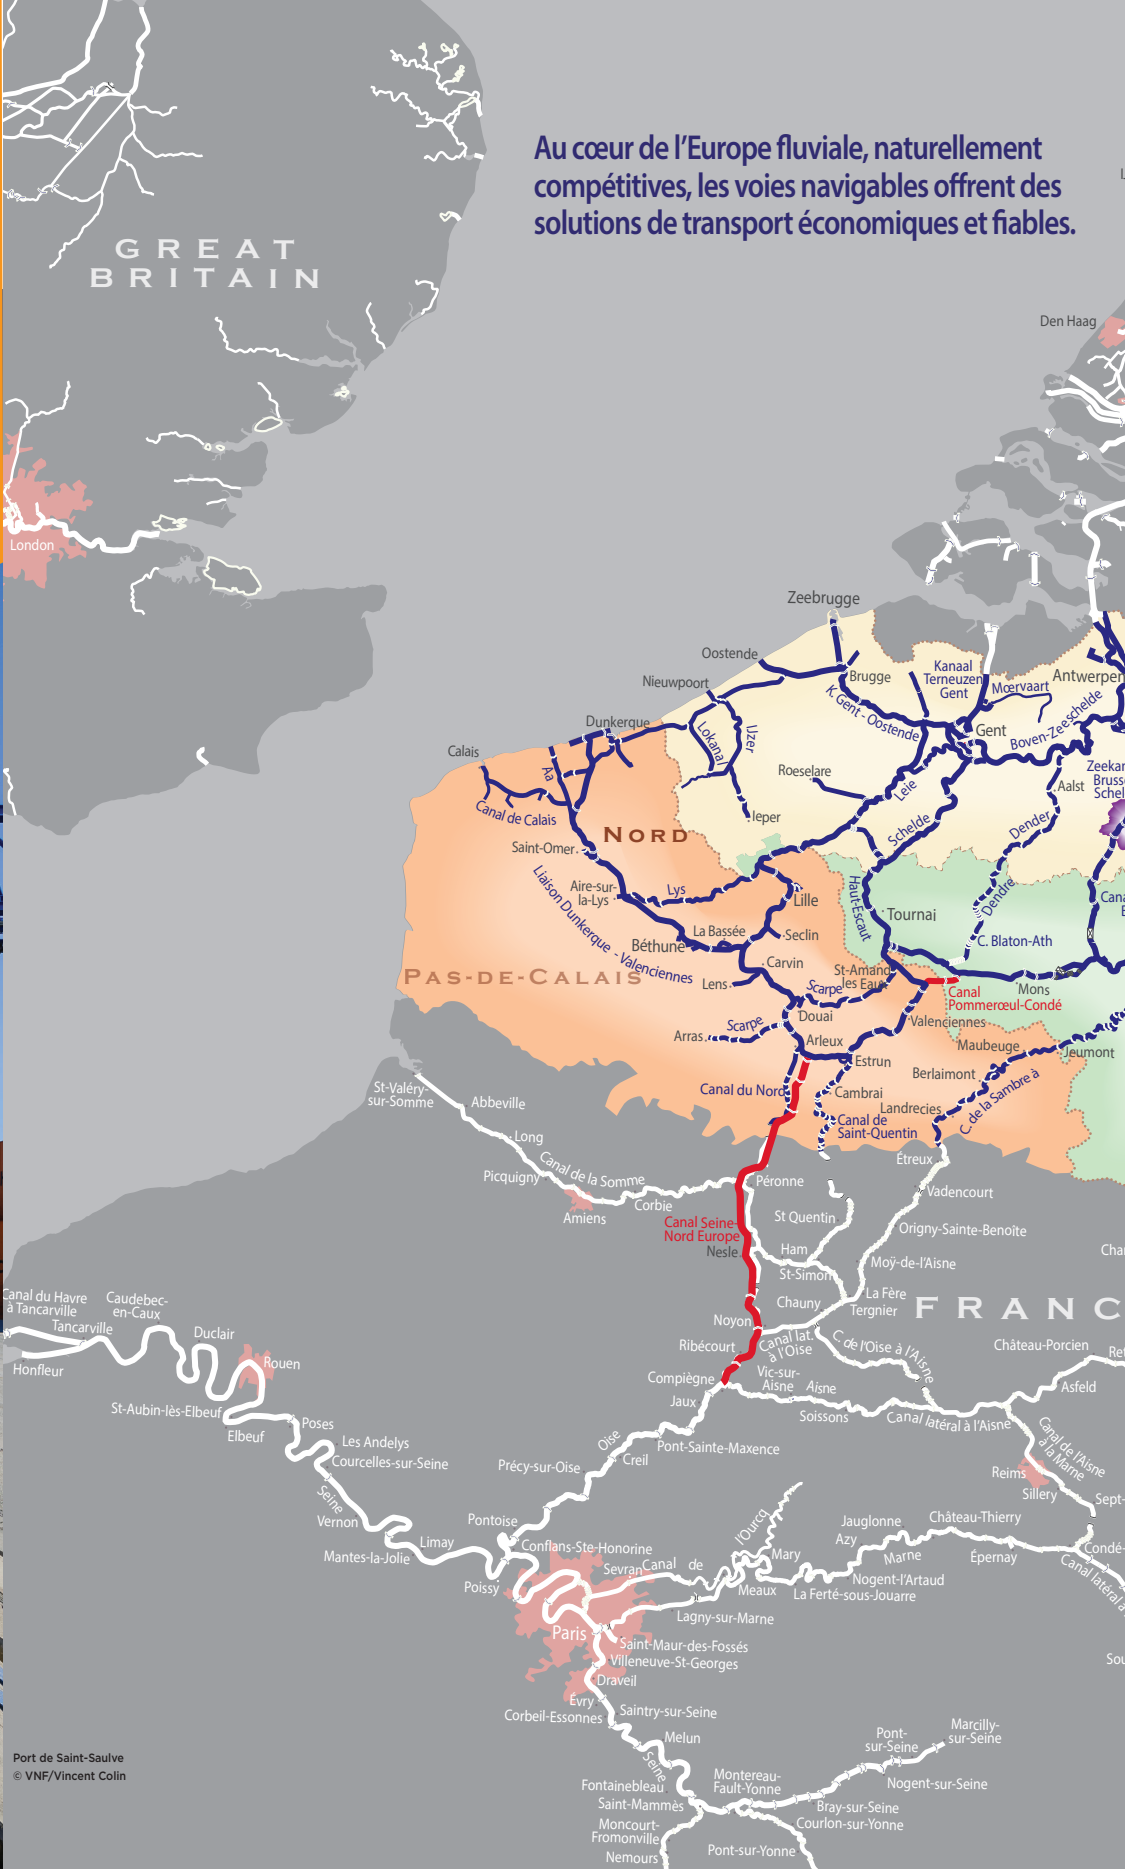 Au cœur de l'Europe fluviale, naturellement
compétitives, les voies navigables offrent des
solutions de transport économiques et fiables.
GREAT
BRITAIN
Den Haag
London
Zeebrugge
Oostende
Nieuwpoort
Brugge
Kanaal
Terneuzen
Gent
Mœrvaart
Antwerpen
K. Gent - Oostende
Gent
Boven-Zeeschelde
Dunkerque
Lokanal
IJzer
Calais
Aa
Roeselare
Leie
Aalst
Canal de Calais
NORD
Ieper
Schelde
Dender
Saint-Omer
Liaison Dunkerque - Valenciennes
Aire-sur-
la-Lys
Lys
Lille
Haut-Escaut
Tournai
Dendre
La Bassée
Seclin
Béthune
C. Blaton-Ath
PAS-DE-CALAIS
Carvin
St-Amand
les Eaux
Lens
Scarpe
Canal
Pommerœul-Condé
Mons
Douai
Valenciennes
Arras
Scarpe
Arleux
Maubeuge
Jeumont
Estrun
Berlaimont
St-Valéry-
sur-Somme
Abbeville
Canal du Nord
Cambrai
Landrecies
C. de la Sambre à
Canal de
Saint-Quentin
Long
Étreux
Picquigny
Canal de la Somme
Péronne
Vadencourt
Amiens
Corbie
Canal Seine-
Nord Europe
St Quentin
Origny-Sainte-Benoîte
Nesle
Ham
Moÿ-de-l'Aisne
St-Simon
Canal du Havre
à Tancarville
Caudebec-
en-Caux
Chauny
La Fère
Tergnier
FRANC
Tancarville
Duclair
Noyon
Canal lat.
à l'Oise
C. de l'Oise à l'Aisne
Ribécourt
Château-Porcien
Honfleur
Rouen
Compiègne
Vic-sur-
Aisne
Aisne
Asfeld
Jaux
St-Aubin-lès-Elbeuf
Soissons
Canal latéral à l'Aisne
Poses
Elbeuf
Oise
Pont-Sainte-Maxence
Canal de l'Aisne
à la Marne
Les Andelys
Courcelles-sur-Seine
Précy-sur-Oise
Creil
Reims
Seine
Sillery
Sept-
Vernon
Pontoise
l'Ourcq
Jauglonne
Château-Thierry
Azy
Limay
Mantes-la-Jolie
Conflans-Ste-Honorine
Mary
Marne
Épernay
Condé-
Sevran
Canal de
Nogent-l'Artaud
Canal latéral à
Poissy
Meaux
La Ferté-sous-Jouarre
Lagny-sur-Marne
Paris
Saint-Maur-des-Fossés
Villeneuve-St-Georges
Draveil
Évry
Corbeil-Essonnes
Saintry-sur-Seine
Melun
Pont-
sur-Seine
Marcilly-
sur-Seine
Seine
Port de Saint-Saulve
© VNF/Vincent Colin
Fontainebleau
Montereau-
Fault-Yonne
Nogent-sur-Seine
Saint-Mammès
Bray-sur-Seine
Moncourt-
Fromonville
Courlon-sur-Yonne
Nemours
Pont-sur-Yonne